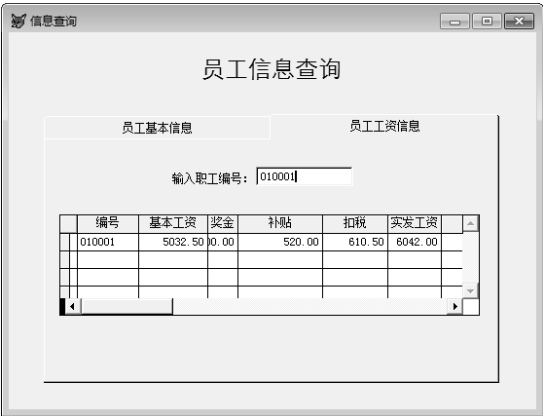 信息查询
员工信息查询
员工基本信息 员工工资信息
输入职工编号: 010001
编号 基本工资 奖金 补贴 扣税 实发工资
010001 5032.50 00.00 520.00 610.50 6042.00